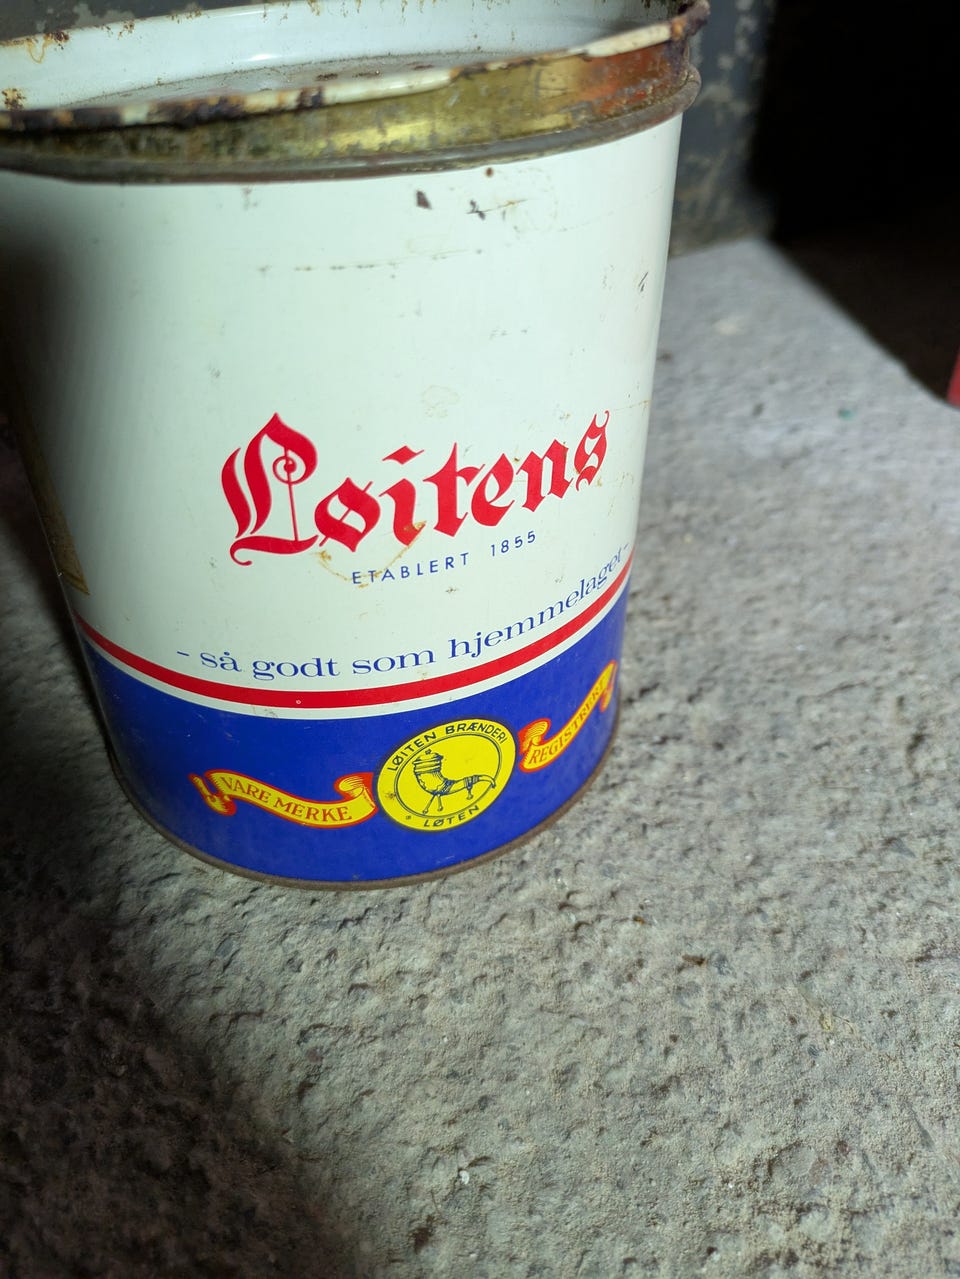 Løitens
ETABLERT 1855
- så godt som hjemmelaget -
VARE MERKE
LØITEN BRÆNDERI
LØTEN
REGISTRERT